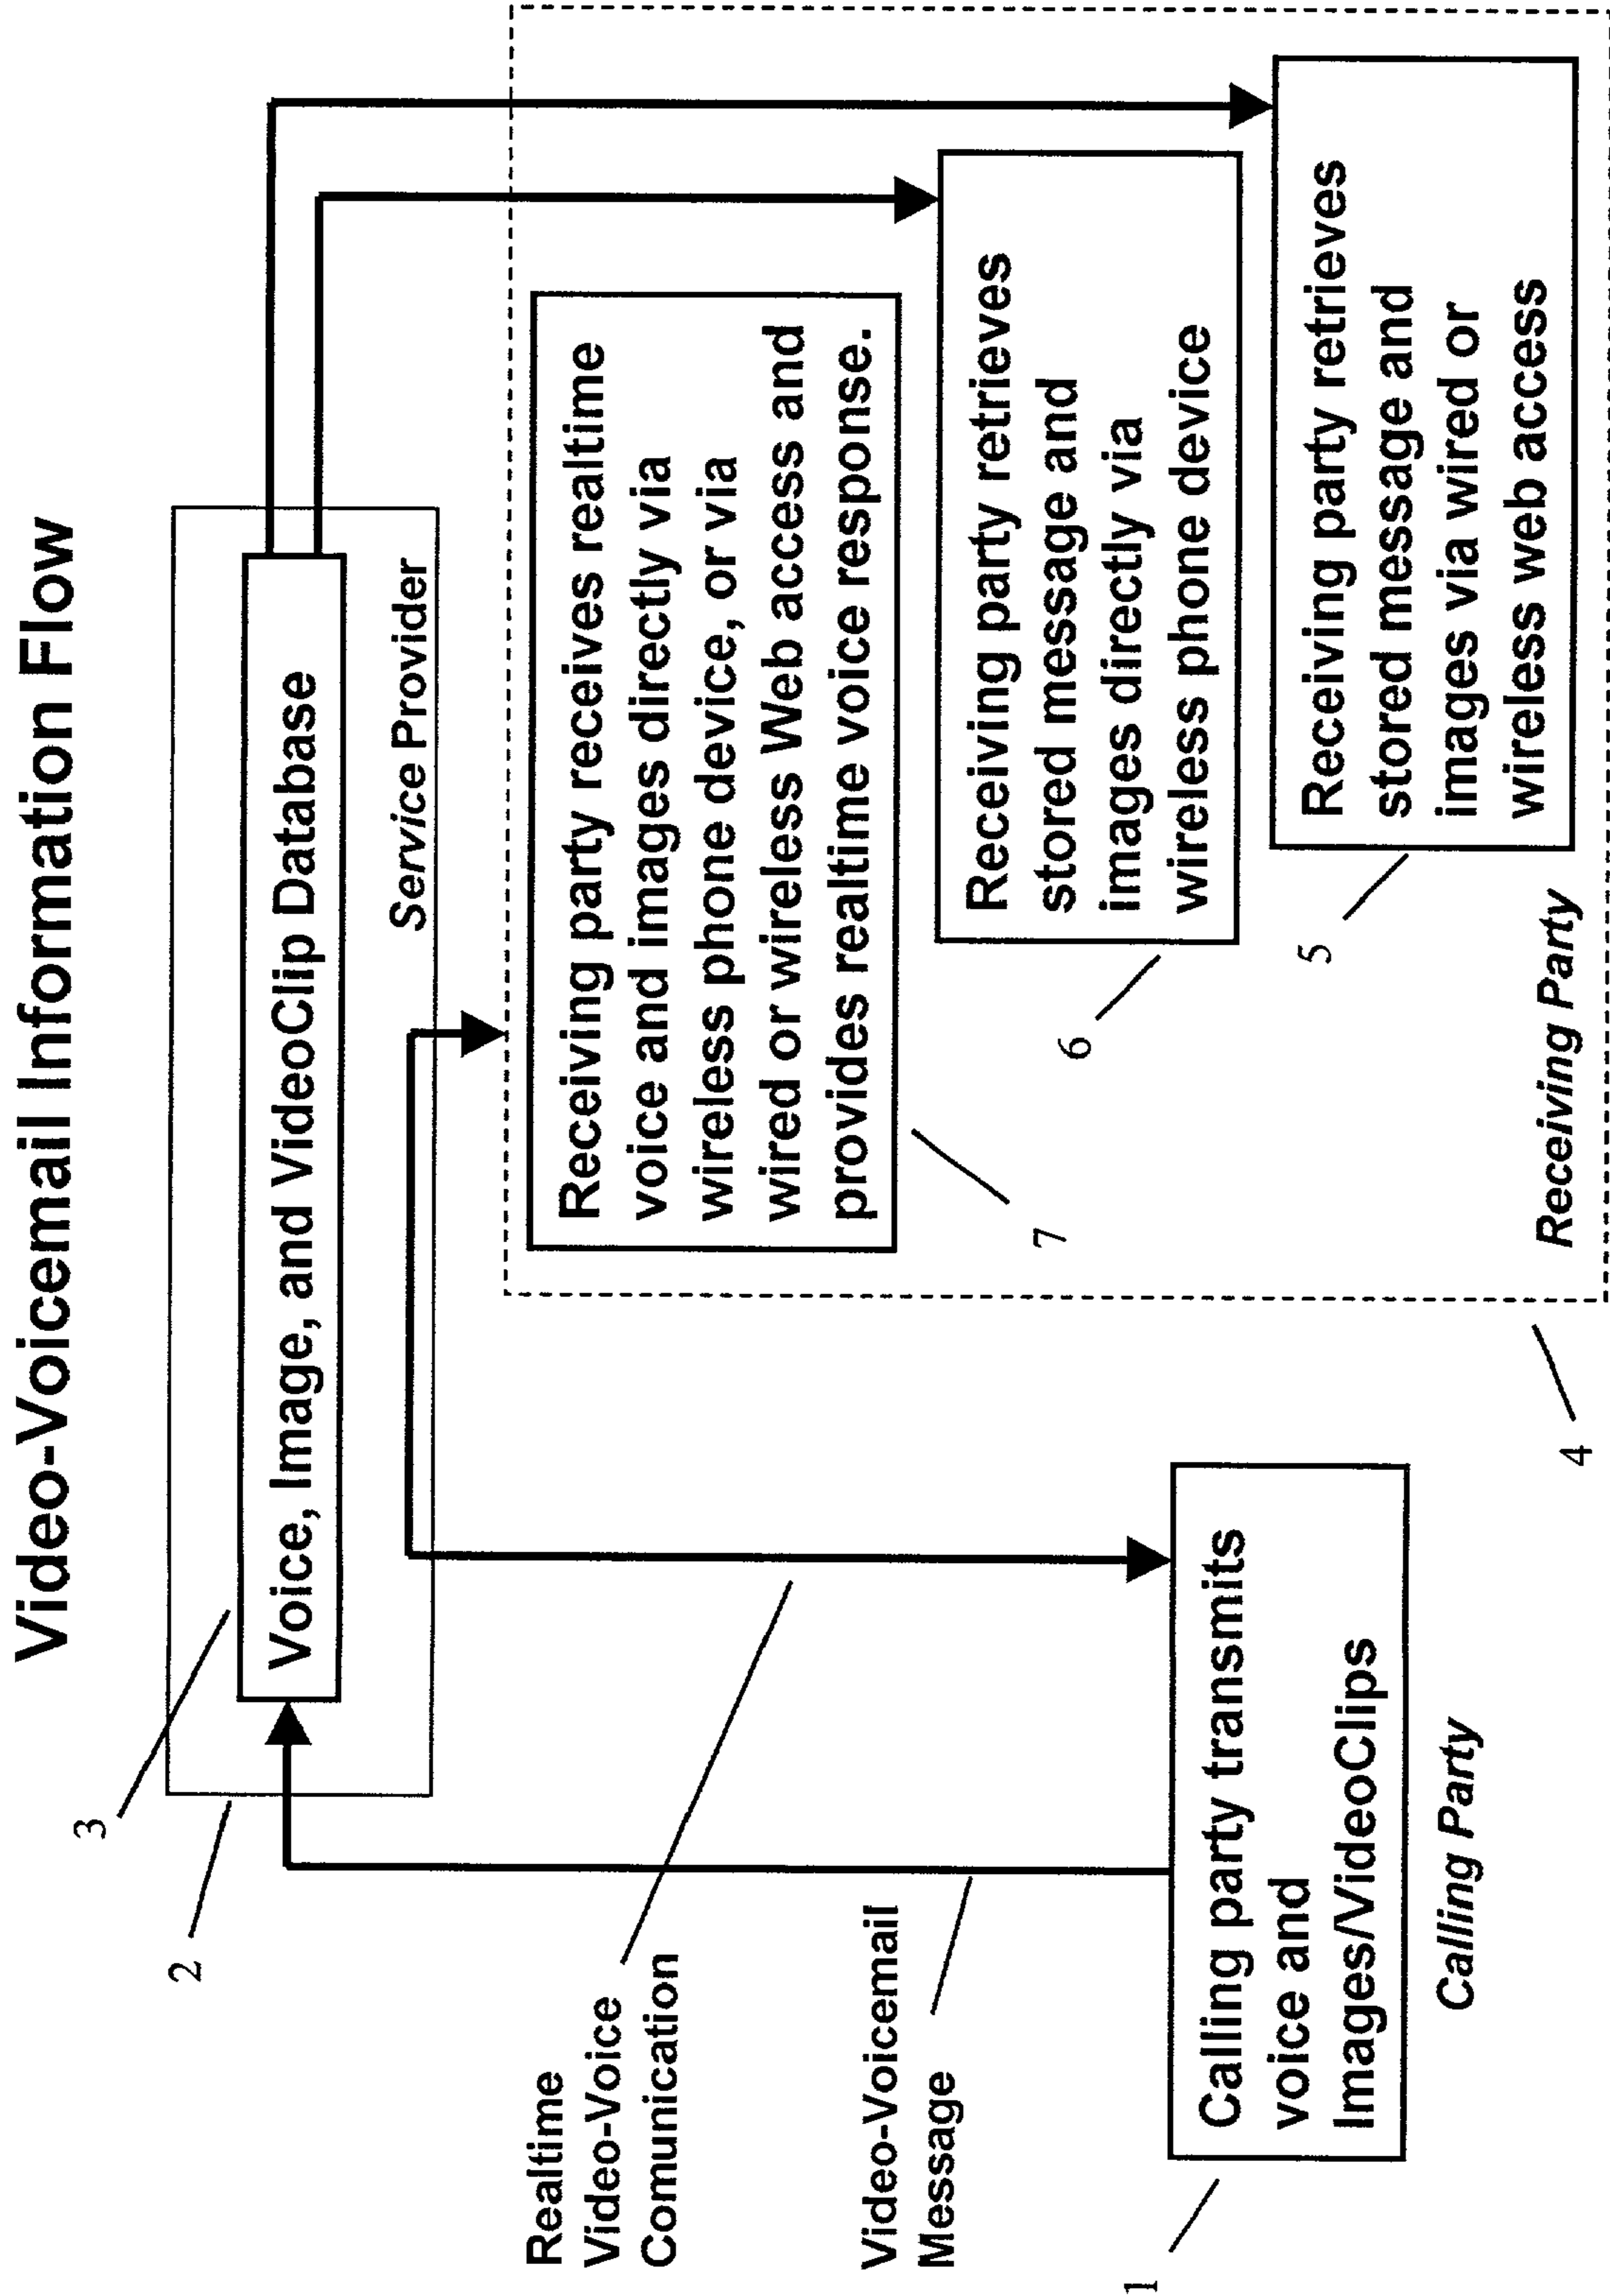 Video-Voicemail Information Flow
3
2
Voice, Image, and VideoClip Database
Service Provider
Realtime
Video-Voice
Comunication
Video-Voicemail
Message
1
Calling party transmits
voice and
Images/VideoClips
Calling Party
Receiving party receives realtime
voice and images directly via
wireless phone device, or via
wired or wireless Web access and
provides realtime voice response.
7
Receiving party retrieves
stored message and
images directly via
wireless phone device
6
Receiving party retrieves
stored message and
images via wired or
wireless web access
5
Receiving Party
4